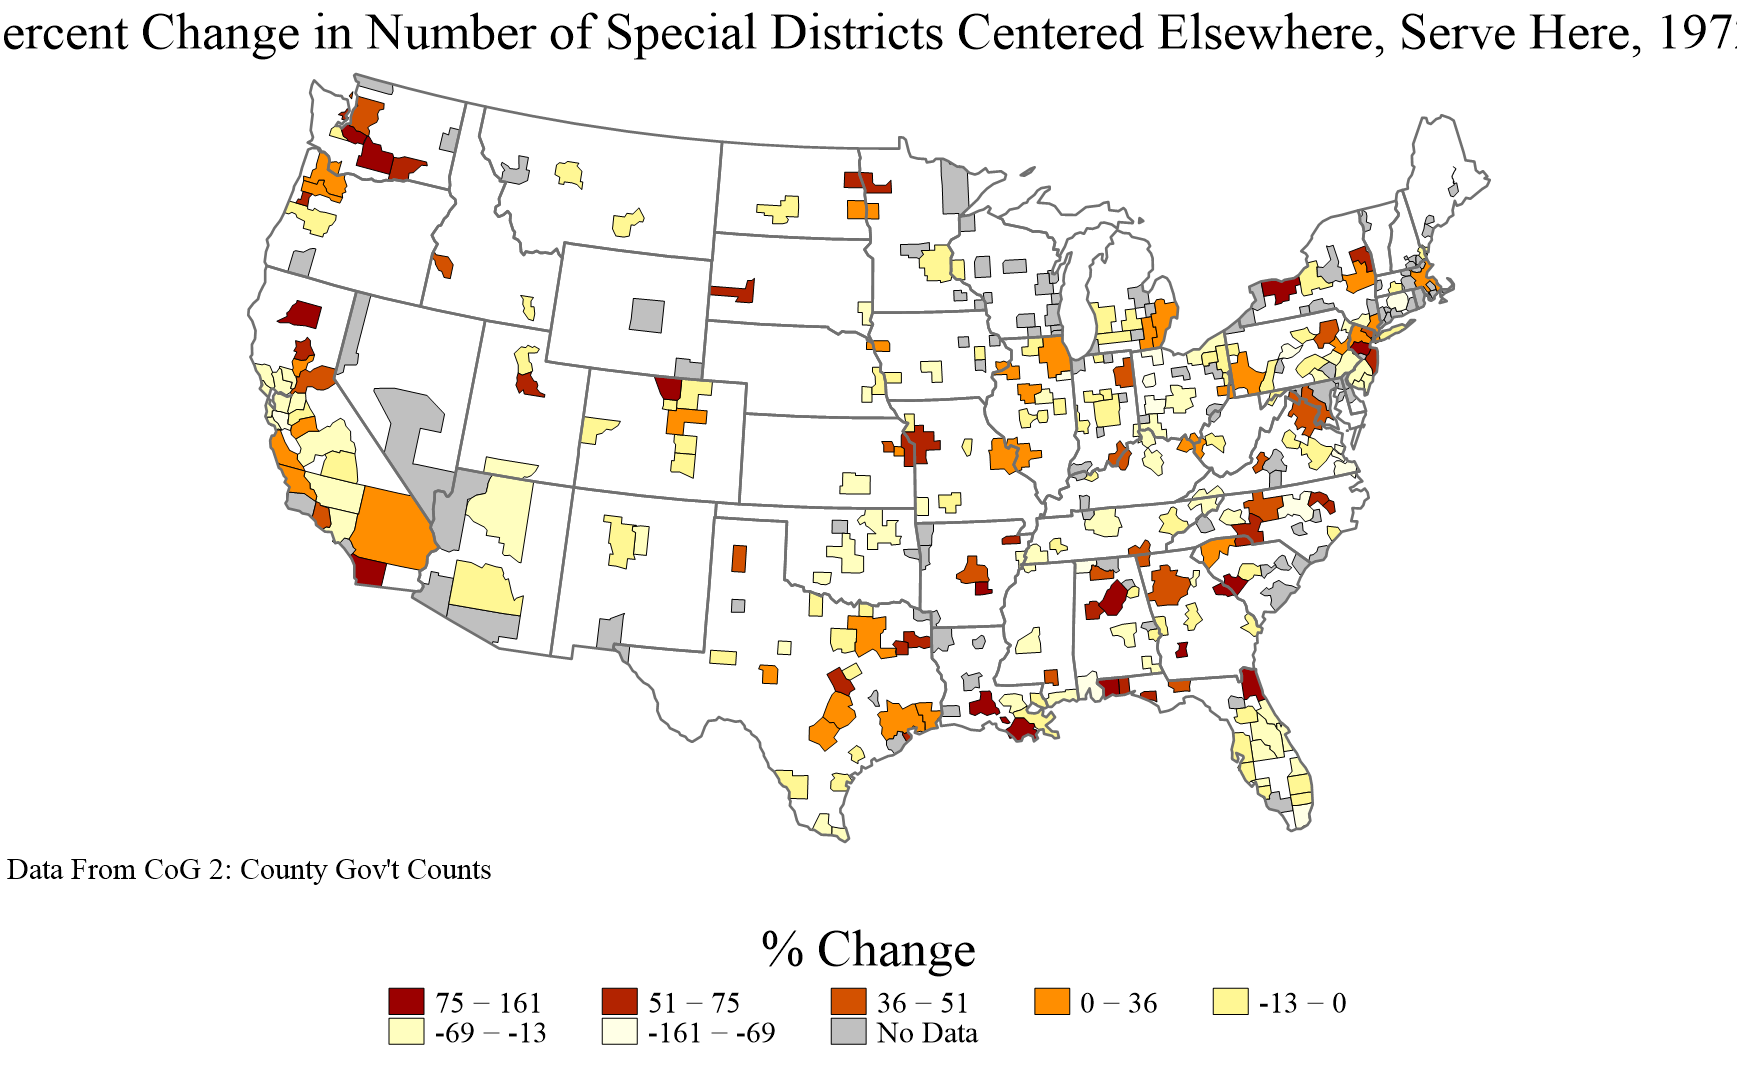 ercent Change in Number of Special Districts Centered Elsewhere, Serve Here, 197
Data From CoG 2: County Gov't Counts
% Change
75 – 161 51 – 75 36 – 51 0 – 36 -13 – 0
-69 – -13 -161 – -69 No Data